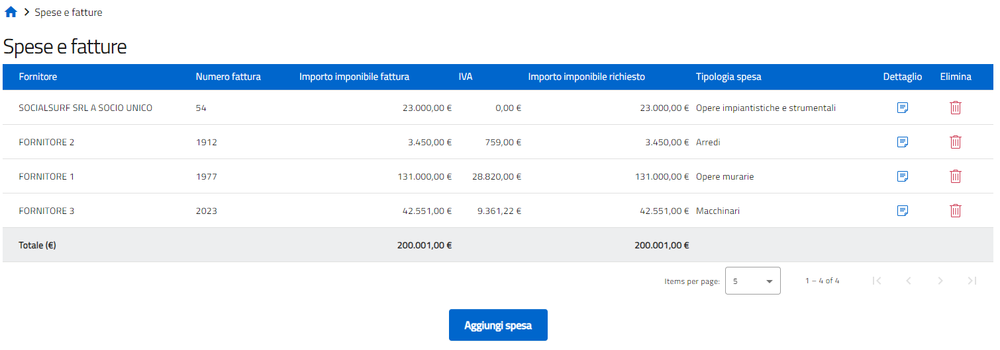 Spese e fatture
Spese e fatture
Fornitore Numero fattura Importo imponibile fattura IVA Importo imponibile richiesto Tipologia spesa Dettaglio Elimina
SOCIALSURF SRL A SOCIO UNICO 54 23.000,00 € 0,00 € 23.000,00 € Opere impiantistiche e strumentali
FORNITORE 2 1912 3.450,00 € 759,00 € 3.450,00 € Arredi
FORNITORE 1 1977 131.000,00 € 28.820,00 € 131.000,00 € Opere murarie
FORNITORE 3 2023 42.551,00 € 9.361,22 € 42.551,00 € Macchinari
Totale (€) 200.001,00 € 200.001,00 €
Items per page: 5 1 – 4 of 4
Aggiungi spesa